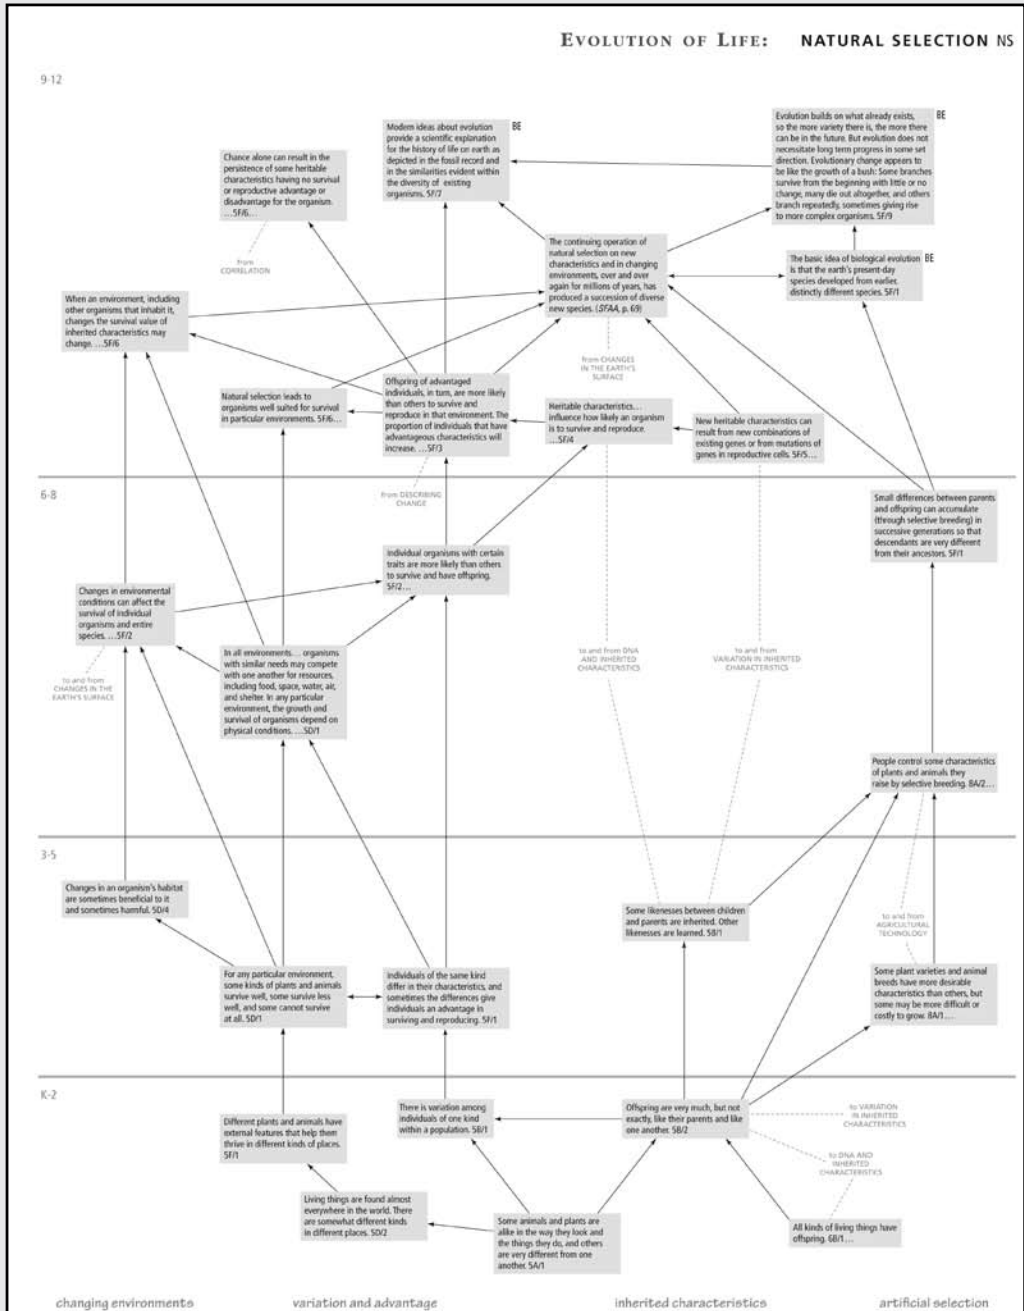 EVOLUTION OF LIFE: NATURAL SELECTION NS
9-12
Modern ideas about evolution
provide a scientific explanation
for the history of life on earth as
depicted in the fossil record and
in the similarities evident within
the diversity of existing
organisms. 5F/7
BE
Evolution builds on what already exists,
so the more variety there is, the more there
can be in the future. But evolution does not
necessitate long term progress in some set
direction. Evolutionary change appears to
be like the growth of a bush: Some branches
survive from the beginning with little or no
change, many die out altogether, and others
branch repeatedly, sometimes giving rise
to more complex organisms. 5F/9
BE
Chance alone can result in the
persistence of some heritable
characteristics having no survival
or reproductive advantage or
disadvantage for the organism.
...5F/6...
from
CORRELATION
The continuing operation of
natural selection on new
characteristics and in changing
environments, over and over
again for millions of years, has
produced a succession of diverse
new species. (SFAA, p. 69)
The basic idea of biological evolution
is that the earth's present-day
species developed from earlier,
distinctly different species. 5F/1
BE
When an environment, including
other organisms that inhabit it,
changes the survival value of
inherited characteristics may
change. ...5F/6
from CHANGES
IN THE EARTH'S
SURFACE
Natural selection leads to
organisms well suited for survival
in particular environments. 5F/6...
Offspring of advantaged
individuals, in turn, are more likely
than others to survive and
reproduce in that environment. The
proportion of individuals that have
advantageous characteristics will
increase. ...5F/3
Heritable characteristics...
influence how likely an organism
is to survive and reproduce.
...5F/4
New heritable characteristics can
result from new combinations of
existing genes or from mutations of
genes in reproductive cells. 5F/5...
6-8
from DESCRIBING
CHANGE
Small differences between parents
and offspring can accumulate
(through selective breeding) in
successive generations so that
descendants are very different
from their ancestors. 5F/1
Individual organisms with certain
traits are more likely than others
to survive and have offspring.
5F/2...
Changes in environmental
conditions can affect the
survival of individual
organisms and entire
species. ...5F/2
In all environments... organisms
with similar needs may compete
with one another for resources,
including food, space, water, air,
and shelter. In any particular
environment, the growth and
survival of organisms depend on
physical conditions. ...5D/1
to and from
CHANGES IN THE
EARTH'S SURFACE
to and from DNA
AND INHERITED
CHARACTERISTICS
to and from
VARIATION IN INHERITED
CHARACTERISTICS
People control some characteristics
of plants and animals they
raise by selective breeding. 8A/2...
3-5
Changes in an organism's habitat
are sometimes beneficial to it
and sometimes harmful. 5D/4
Some likenesses between children
and parents are inherited. Other
likenesses are learned. 5B/1
to and from
AGRICULTURAL
TECHNOLOGY
For any particular environment,
some kinds of plants and animals
survive well, some survive less
well, and some cannot survive
at all. 5D/1
Individuals of the same kind
differ in their characteristics, and
sometimes the differences give
individuals an advantage in
surviving and reproducing. 5F/1
Some plant varieties and animal
breeds have more desirable
characteristics than others, but
some may be more difficult or
costly to grow. 8A/1...
K-2
Different plants and animals have
external features that help them
thrive in different kinds of places.
5F/1
There is variation among
individuals of one kind
within a population. 5B/1
Offspring are very much, but not
exactly, like their parents and like
one another. 5B/2
to VARIATION
IN INHERITED
CHARACTERISTICS
to DNA AND
INHERITED
CHARACTERISTICS
Living things are found almost
everywhere in the world. There
are somewhat different kinds
in different places. 5D/2
Some animals and plants are
alike in the way they look and
the things they do, and others
are very different from one
another. 5A/1
All kinds of living things have
offspring. 6B/1...
changing environments
variation and advantage
inherited characteristics
artificial selection